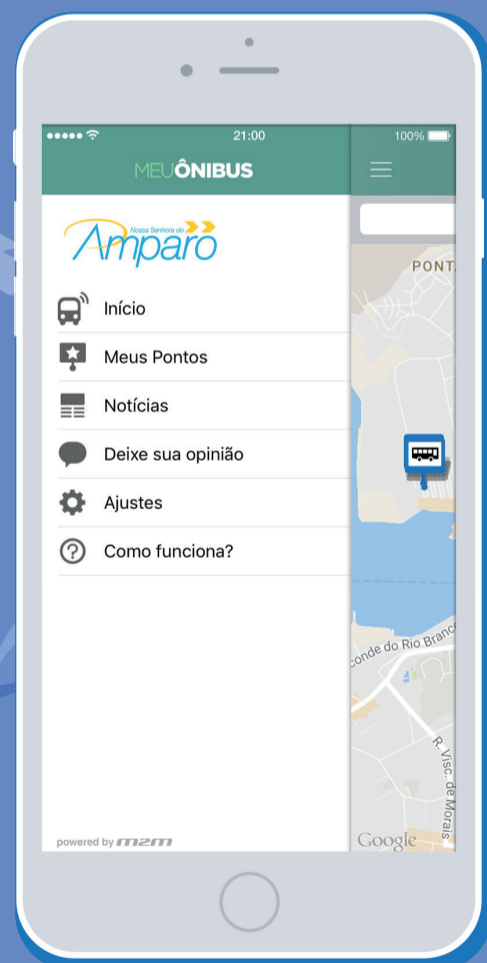 21:00
100%
MEUÔNIBUS
Nossa Senhora do
Amparo
Início
Meus Pontos
Notícias
Deixe sua opinião
Ajustes
Como funciona?
powered by m2m
PONT
conde do Rio Branco
R. Visc. de Morais
Google